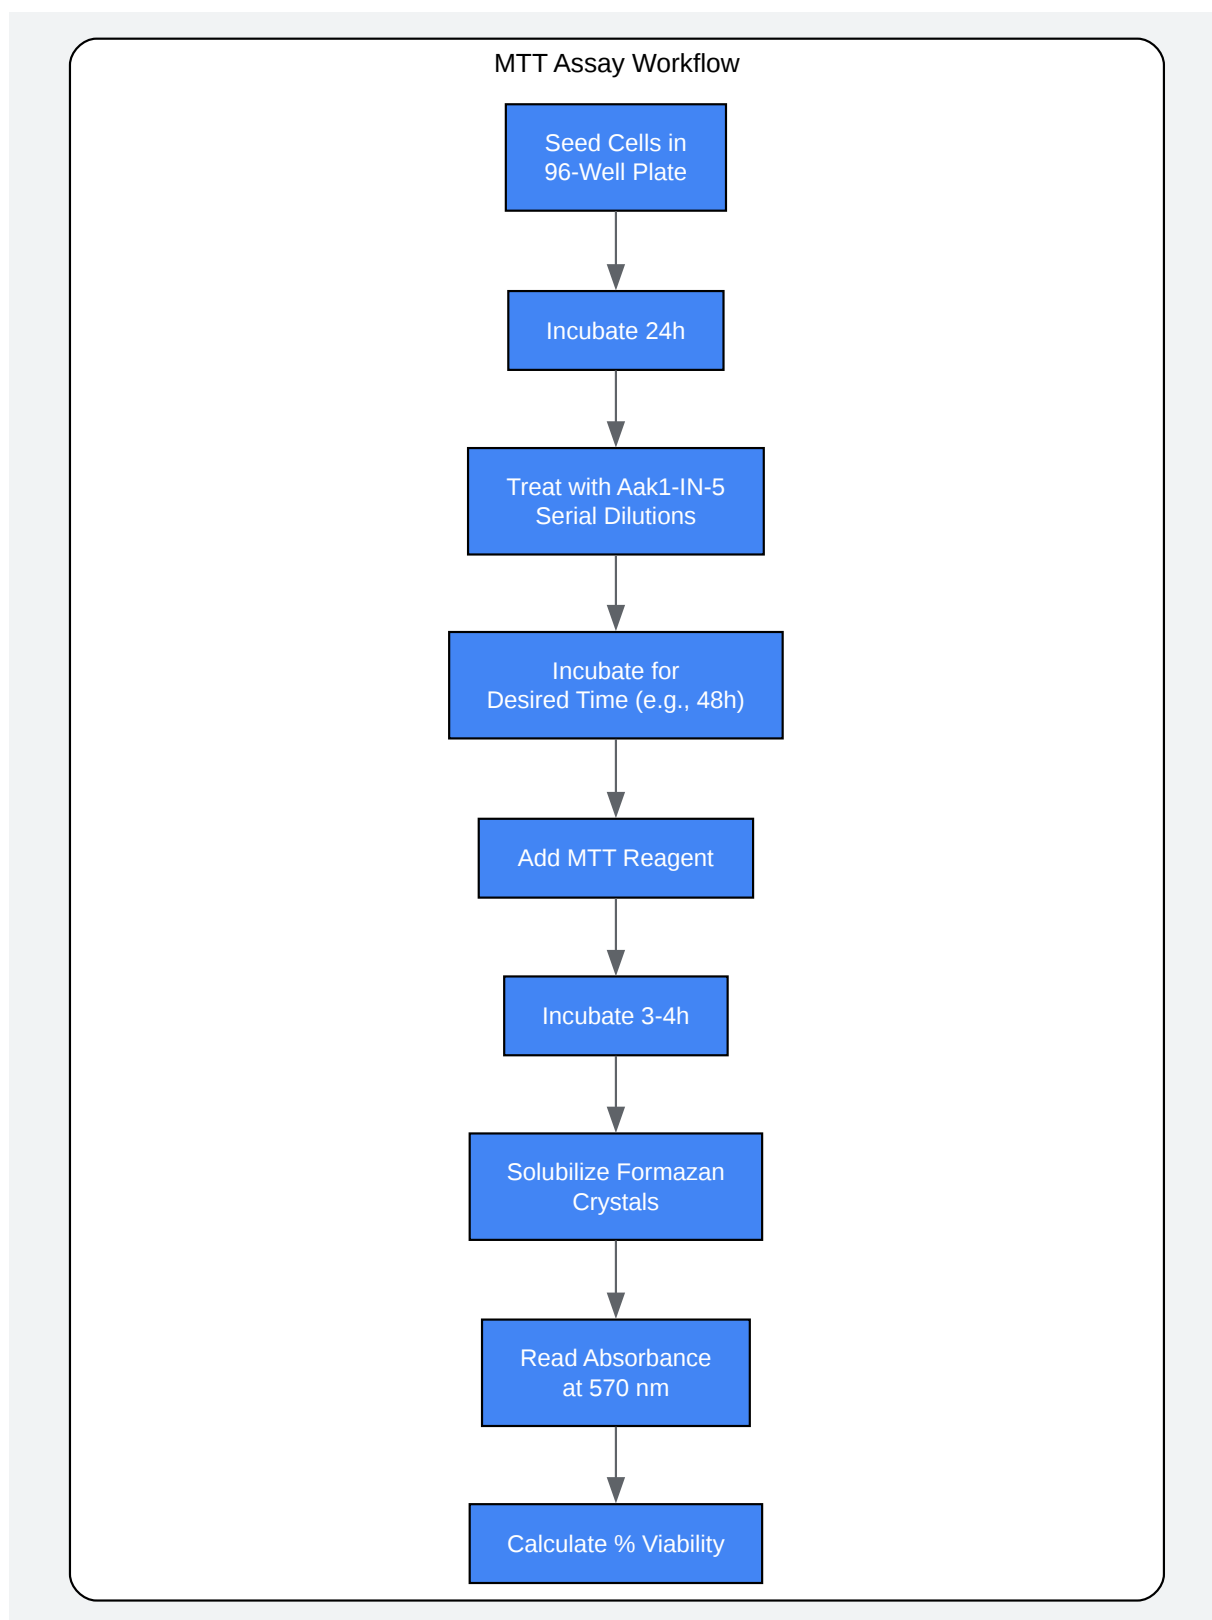 MTT Assay Workflow
Seed Cells in
96-Well Plate
Incubate 24h
Treat with Aak1-IN-5
Serial Dilutions
Incubate for
Desired Time (e.g., 48h)
Add MTT Reagent
Incubate 3-4h
Solubilize Formazan
Crystals
Read Absorbance
at 570 nm
Calculate % Viability